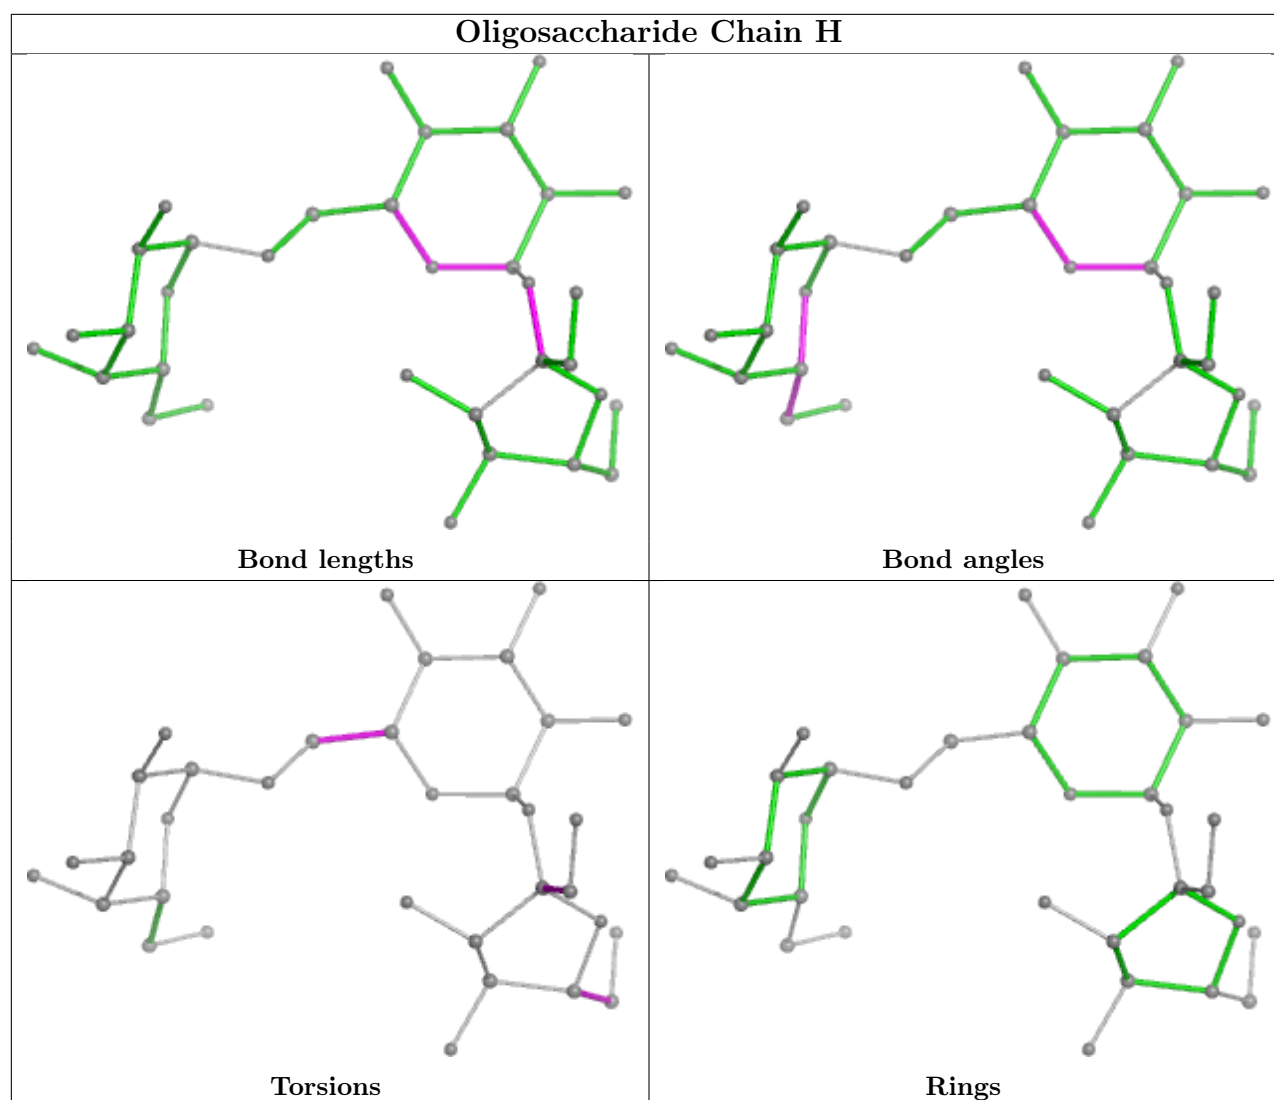 Oligosaccharide Chain H
Bond lengths
Bond angles
Torsions
Rings